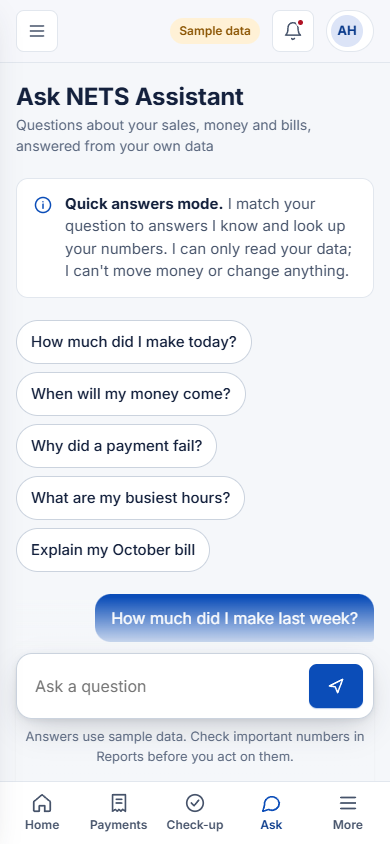 Sample data
AH
Ask NETS Assistant
Questions about your sales, money and bills,
answered from your own data
Quick answers mode. I match your
question to answers I know and look up
your numbers. I can only read your data;
I can't move money or change anything.
How much did I make today?
When will my money come?
Why did a payment fail?
What are my busiest hours?
Explain my October bill
How much did I make last week?
Ask a question
Answers use sample data. Check important numbers in
Reports before you act on them.
Home
Payments
Check-up
Ask
More